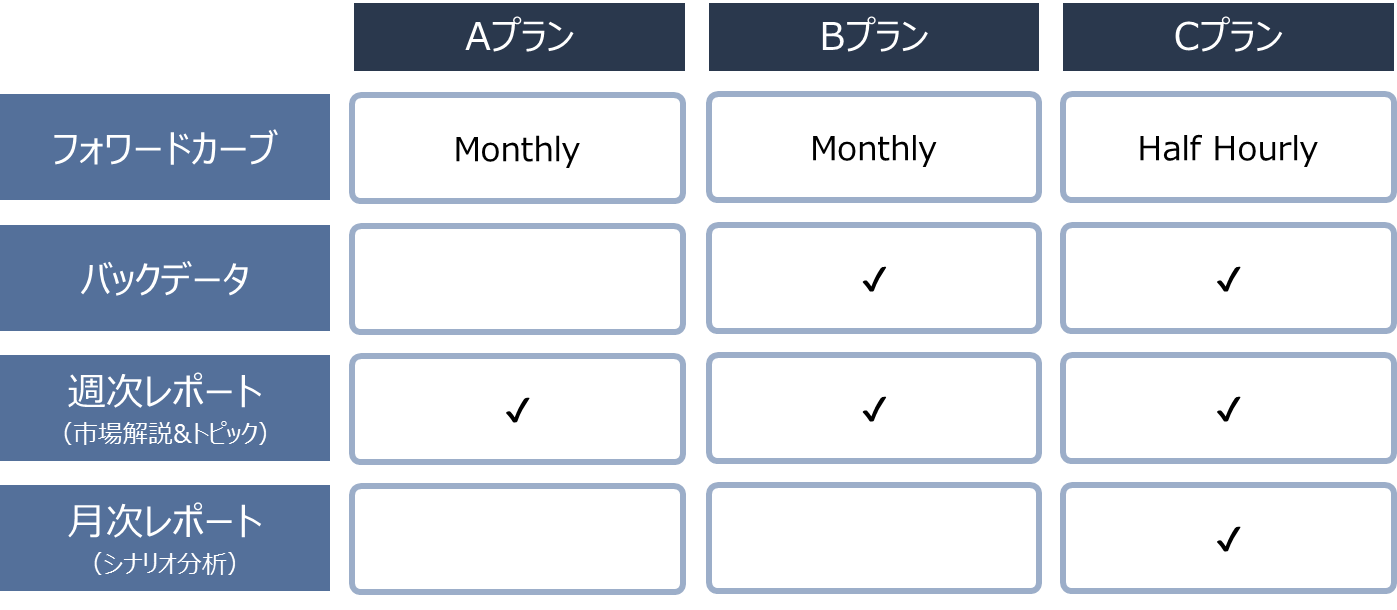 Aプラン
Bプラン
Cプラン
フォワードカーブ
Monthly
Monthly
Half Hourly
バックデータ
✓
✓
週次レポート
（市場解説&トピック）
✓
✓
✓
月次レポート
（シナリオ分析）
✓